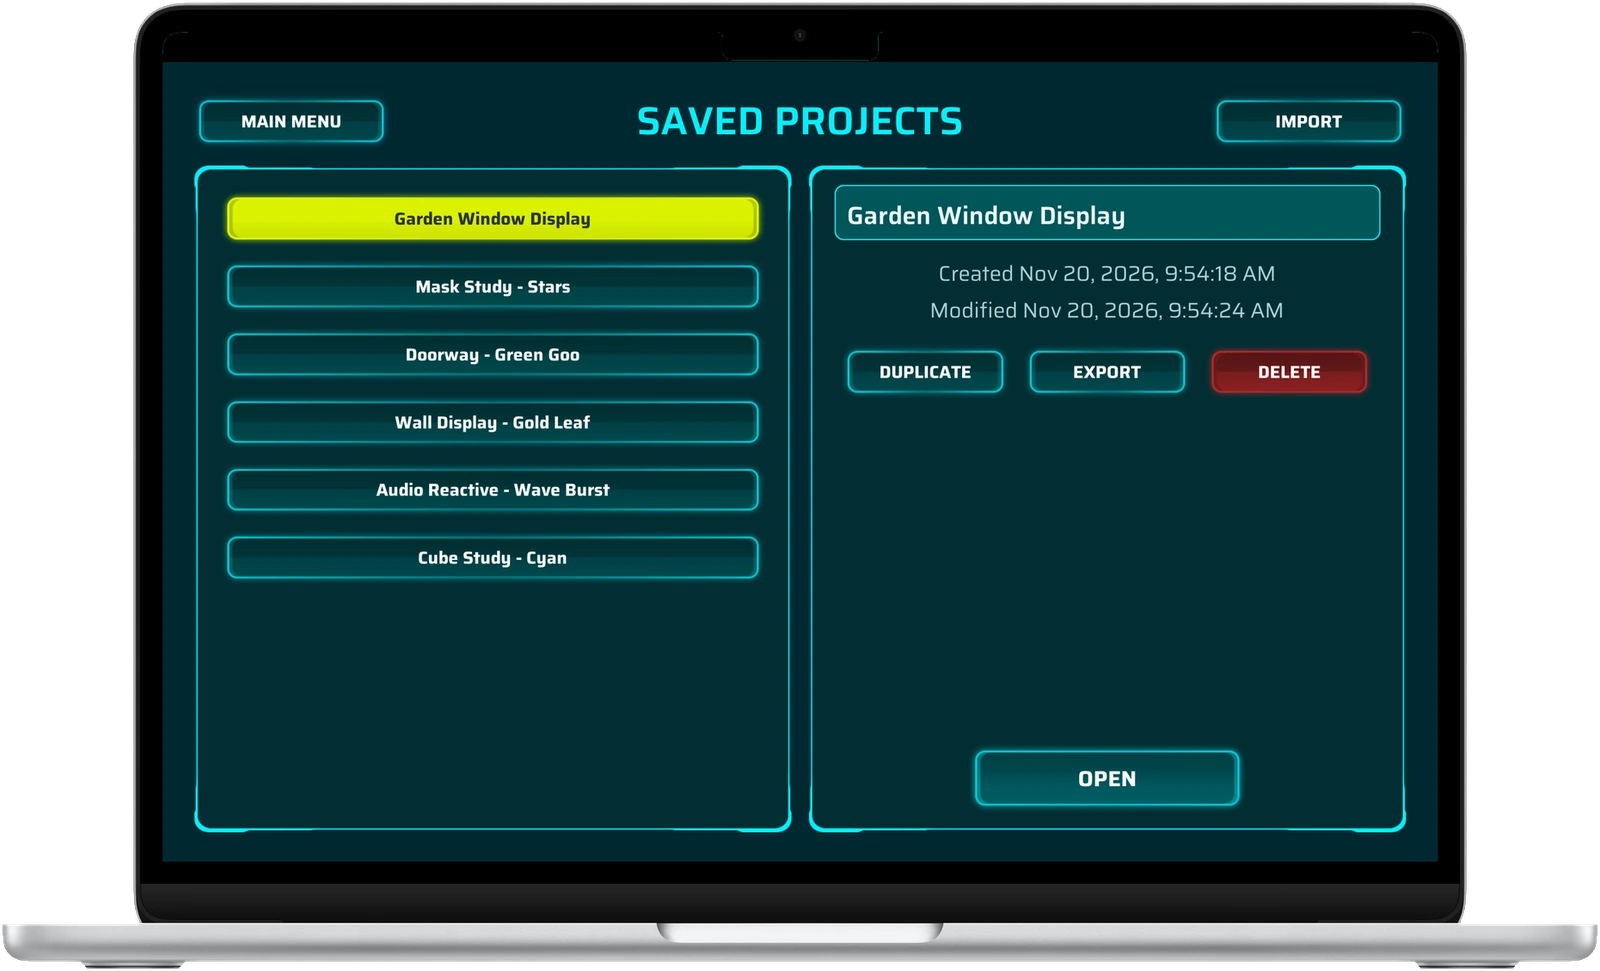 MAIN MENU
SAVED PROJECTS
IMPORT
Garden Window Display
Mask Study - Stars
Doorway - Green Goo
Wall Display - Gold Leaf
Audio Reactive - Wave Burst
Cube Study - Cyan
Garden Window Display
Created Nov 20, 2026, 9:54:18 AM
Modified Nov 20, 2026, 9:54:24 AM
DUPLICATE
EXPORT
DELETE
OPEN